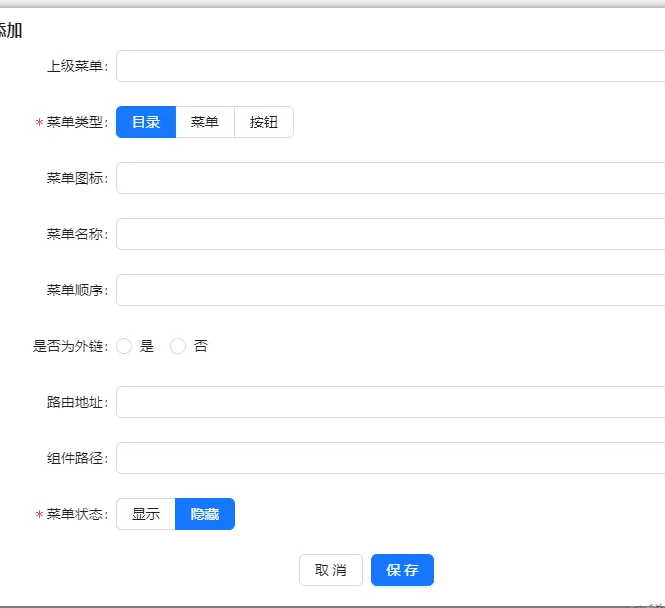 添加
上级菜单:
* 菜单类型: 目录 菜单 按钮
菜单图标:
菜单名称:
菜单顺序:
是否为外链: 是 否
路由地址:
组件路径:
* 菜单状态: 显示 隐藏
取 消 保 存